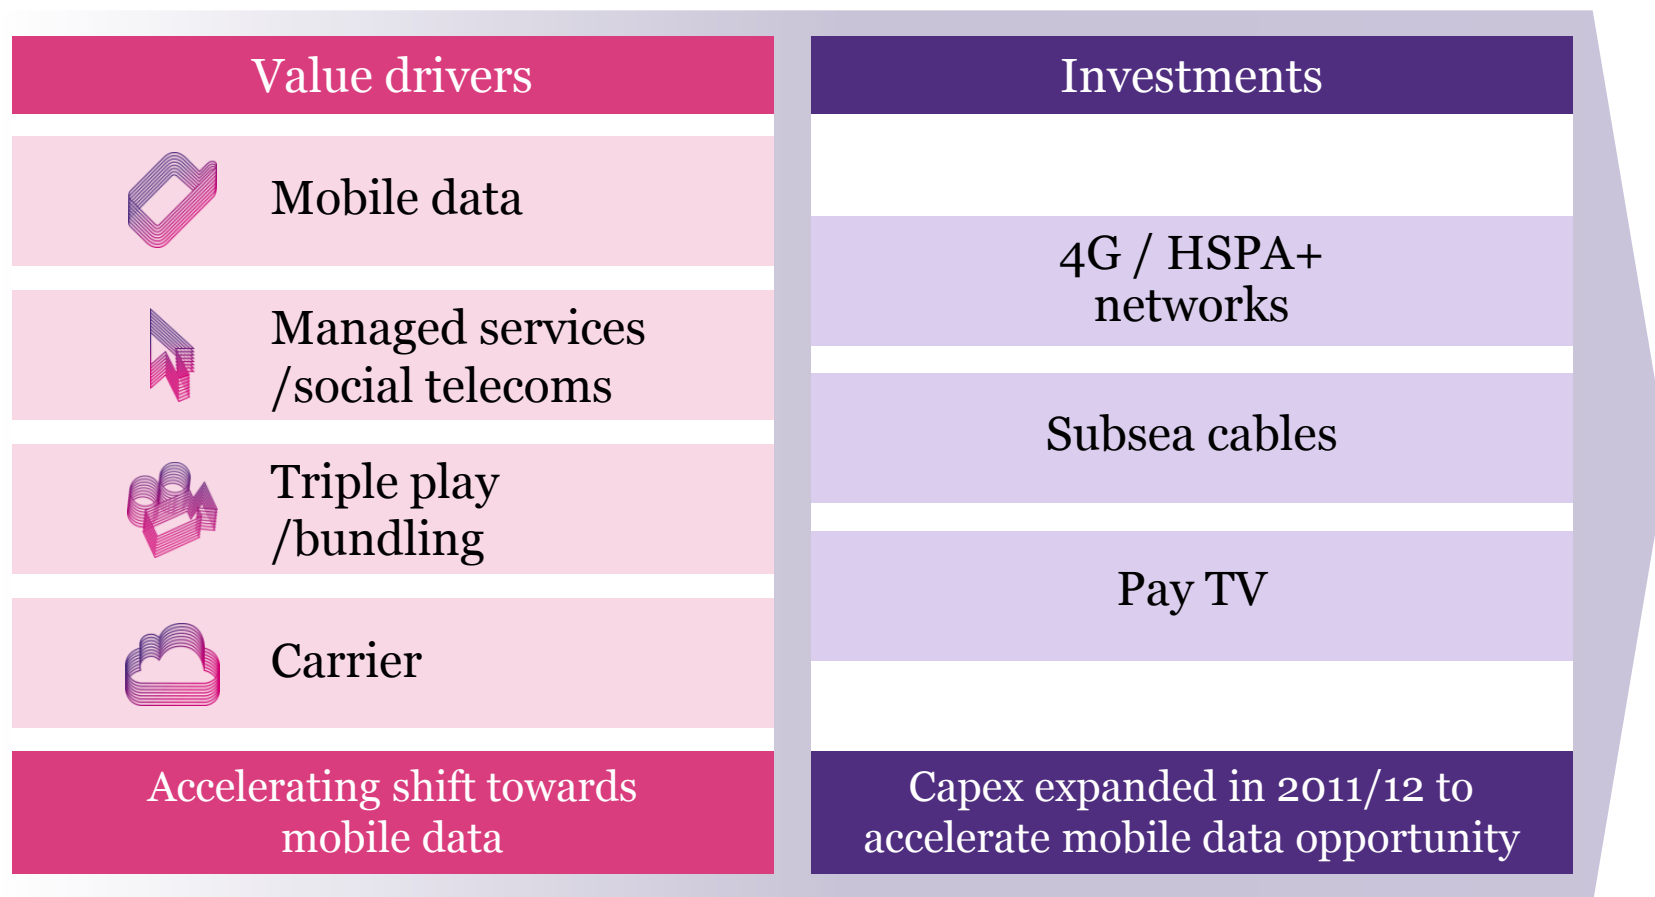 Value drivers
Mobile data
Managed services
/social telecoms
Triple play
/bundling
Carrier
Accelerating shift towards
mobile data
Investments
4G / HSPA+
networks
Subsea cables
Pay TV
Capex expanded in 2011/12 to
accelerate mobile data opportunity